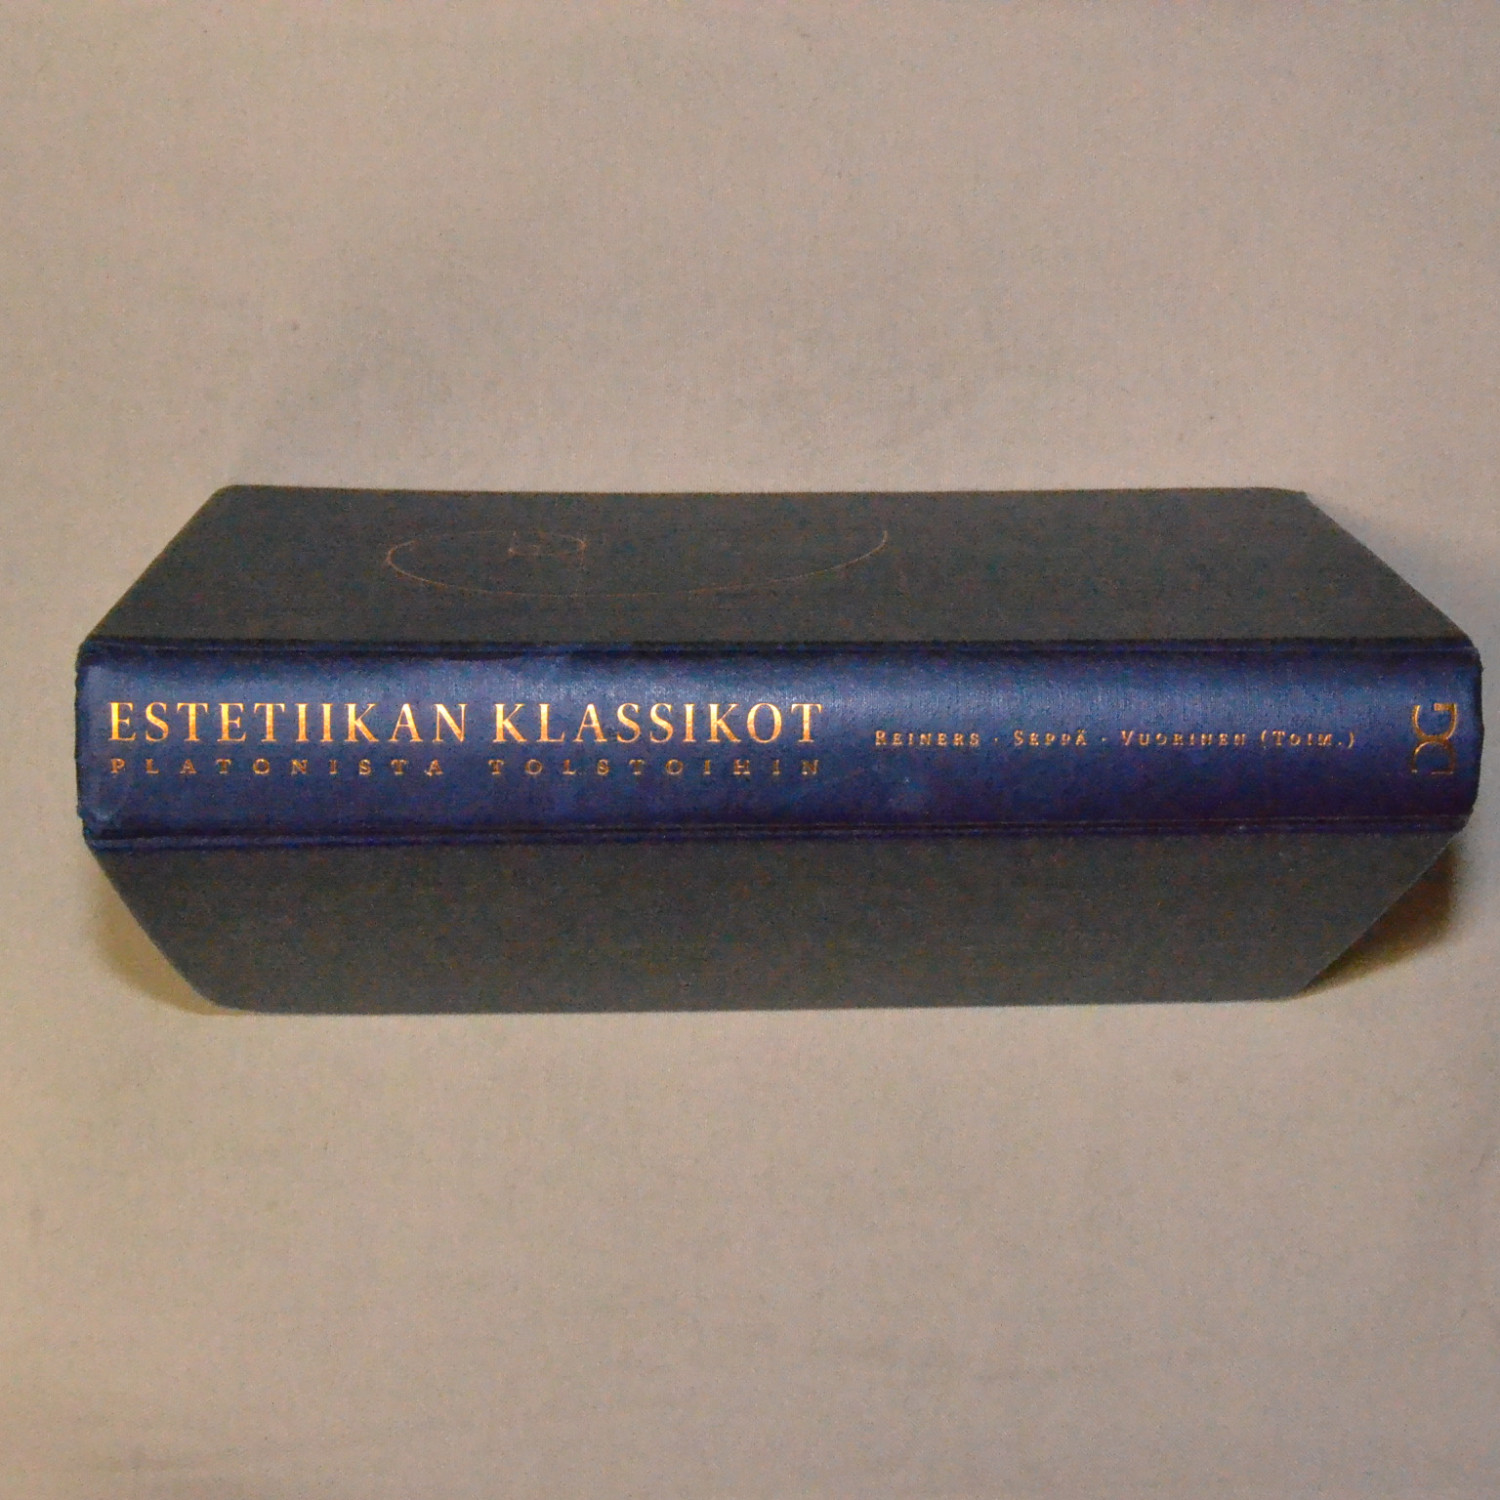 ESTETIIKAN KLASSIKOT
PLATONISTA TOLSTOIHIN
REINERS · SEPPÄ · VUORINEN (TOIM.)